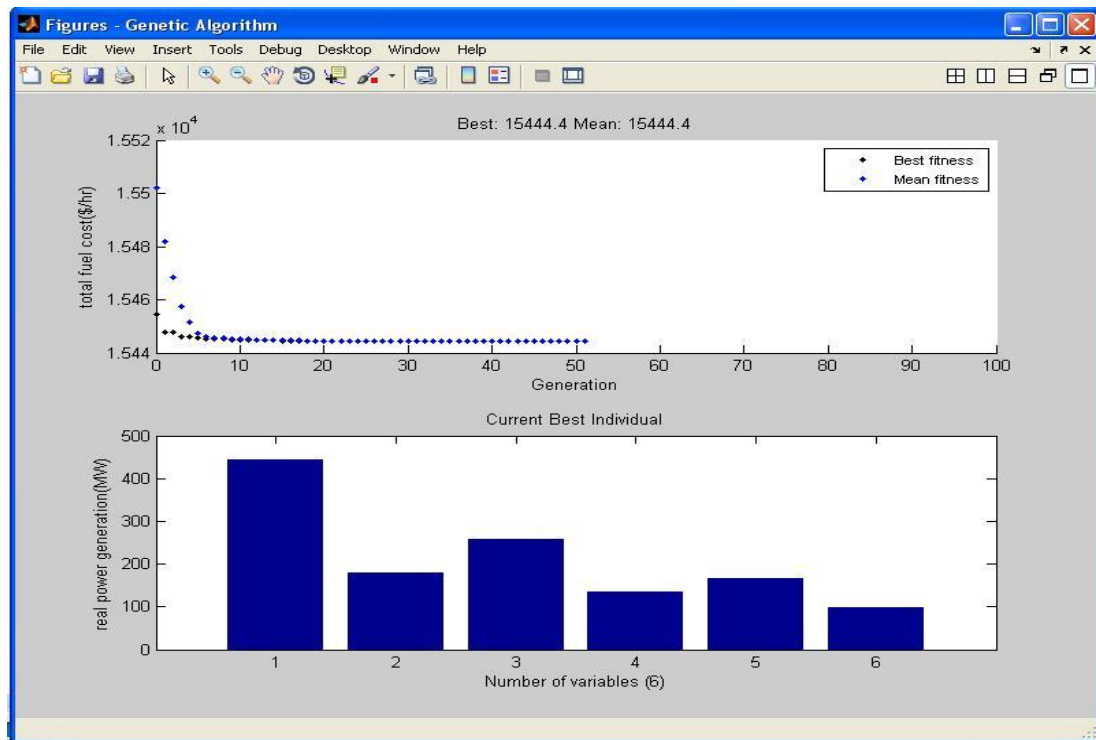 Figures - Genetic Algorithm
File Edit View Insert Tools Debug Desktop Window Help
x 10^4
Best: 15444.4 Mean: 15444.4
1.552
1.55
1.548
1.546
1.544
total fuel cost($/hr)
Best fitness
Mean fitness
0 10 20 30 40 50 60 70 80 90 100
Generation
Current Best Individual
500
400
300
200
100
0
real power generation(MW)
1 2 3 4 5 6
Number of variables (6)